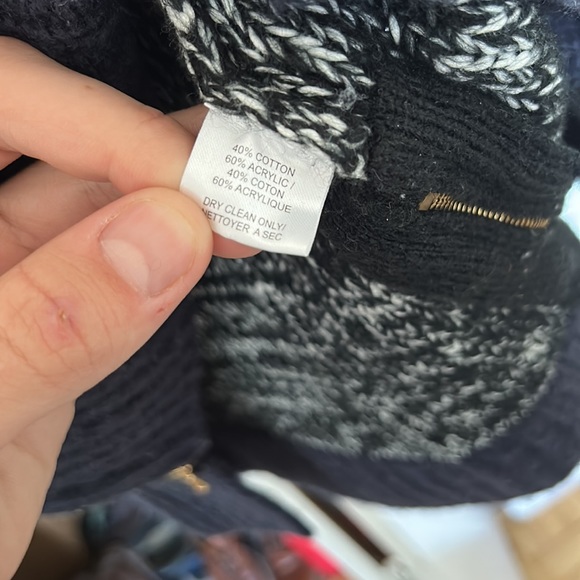 40% COTTON
60% ACRYLIC /
40% COTON
60% ACRYLIQUE
DRY CLEAN ONLY/
NETTOYER A SEC